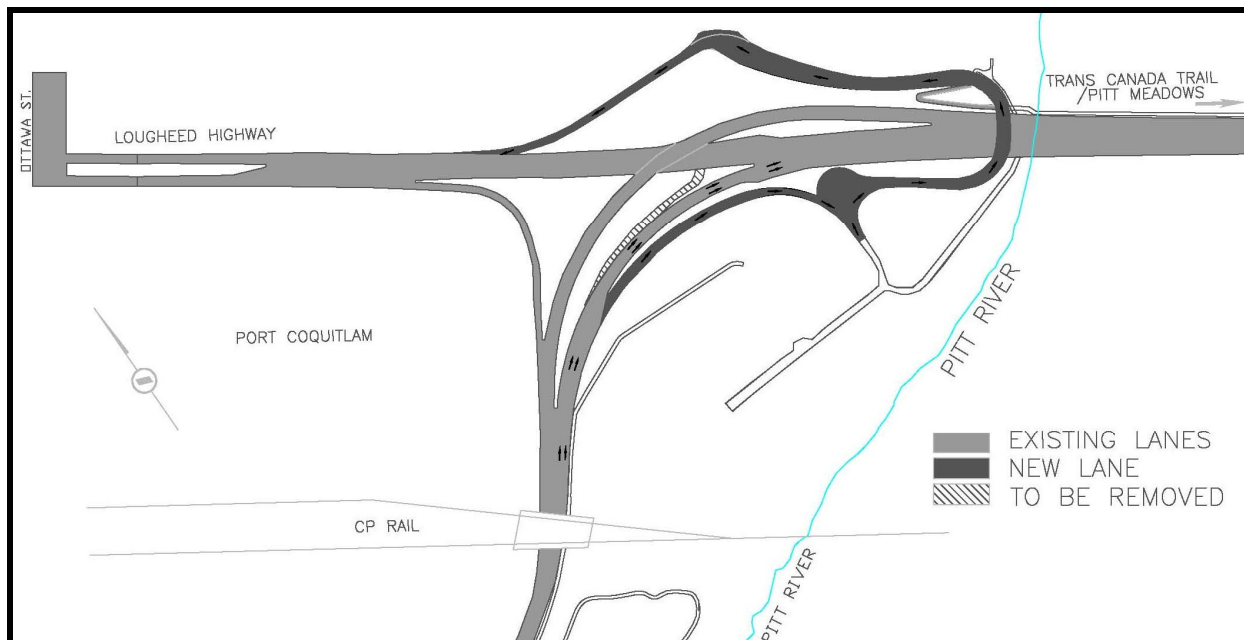 TRANS CANADA TRAIL
/PITT MEADOWS
OTTAWA ST.
LOUGHEED HIGHWAY
PORT COQUITLAM
PITT RIVER
EXISTING LANES
NEW LANE
TO BE REMOVED
CP RAIL
PITT RIVER